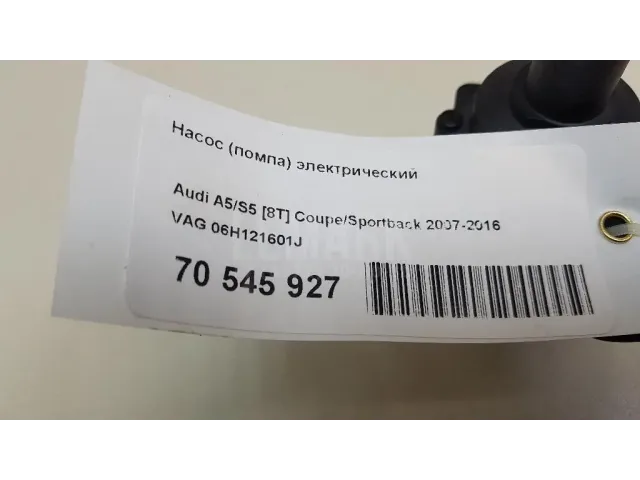 Насос (помпа) электрический
Audi A5/S5 [8T] Coupe/Sportback 2007-2016
VAG 06H121601J
70 545 927